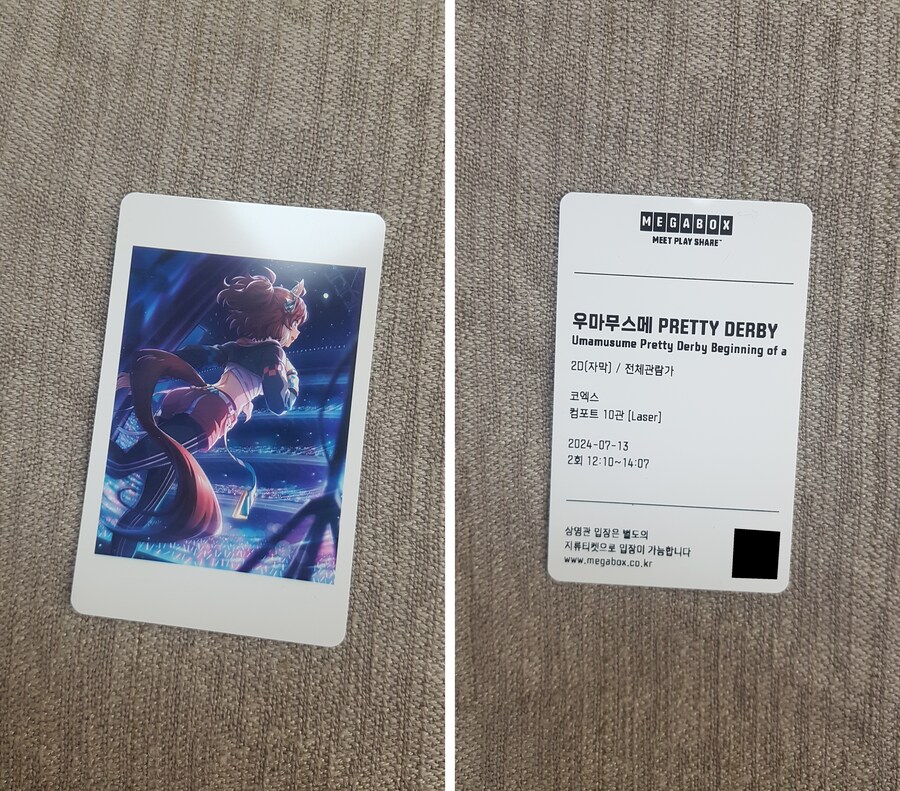 MEGABOX
MEET PLAY SHARE™
우마무스메 PRETTY DERBY
Umamusume Pretty Derby Beginning of a
2D(자막) / 전체관람가
코엑스
컴포트 10관 [Laser]
2024-07-13
2회 12:10~14:07
상영관 입장은 별도의
지류티켓으로 입장이 가능합니다
www.megabox.co.kr